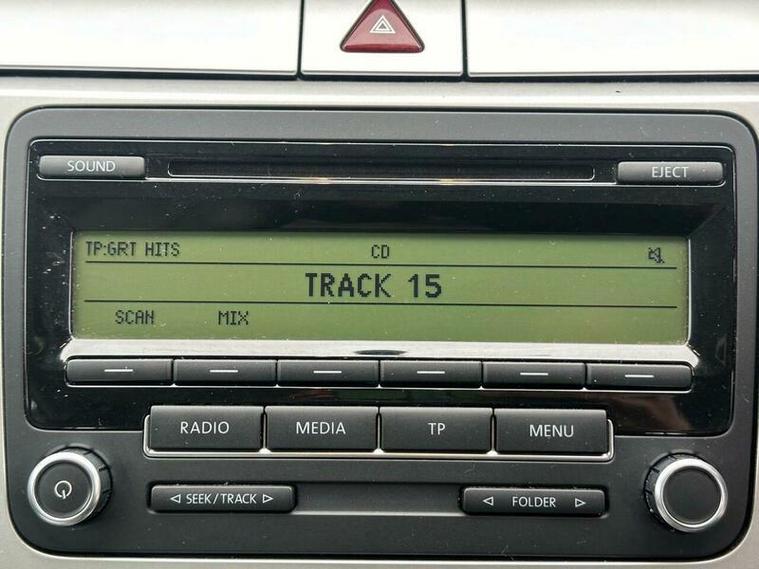 SOUND
EJECT
TP:GRT HITS CD
TRACK 15
SCAN MIX
RADIO MEDIA TP MENU
SEEK/TRACK FOLDER